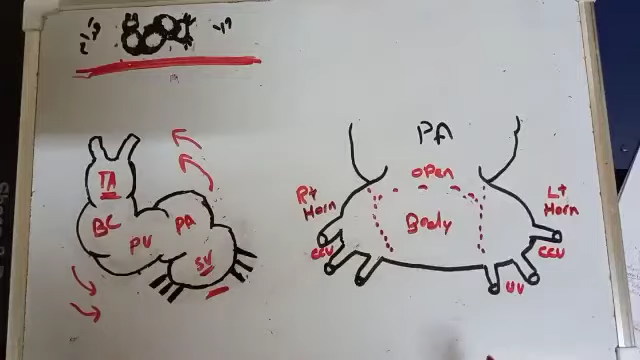 TA
BC
PV
PA
SV
PA
open
Rt
Horn
Body
Lt
Horn
CCV
CCV
UV